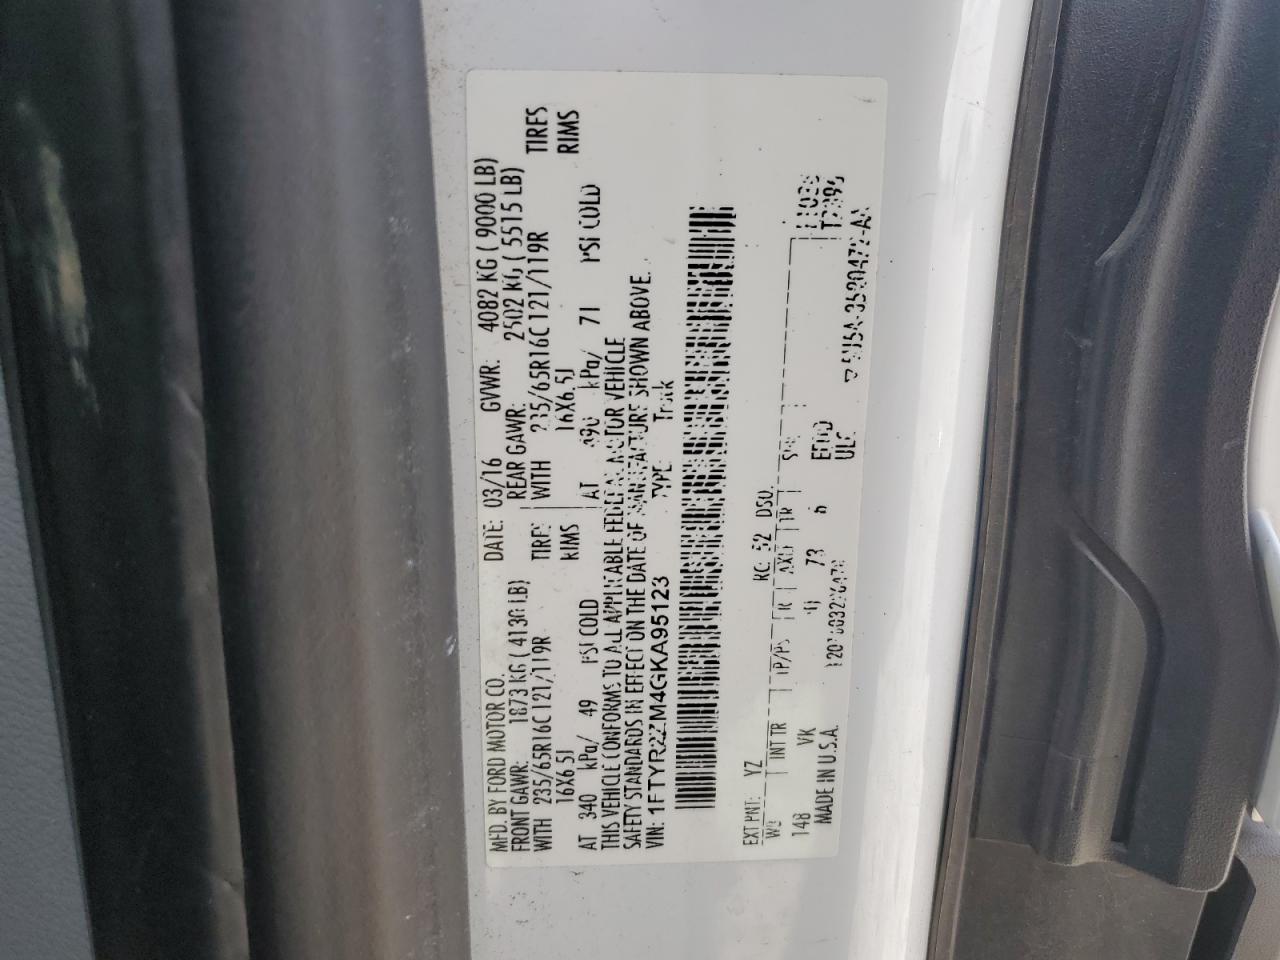 MFD. BY FORD MOTOR CO. DATE: 03/16 GVWR: 4082 KG ( 9000 LB)
FRONT GAWR: 1873 KG ( 4130 LB) REAR GAWR: 2502 KG ( 5515 LB)
WITH 235/65R16C 121/119R TIRES WITH 235/65R16C 121/119R TIRES
16X6.5J RIMS 16X6.5J RIMS
AT 340 kPa/ 49 PSI COLD AT 490 kPa/ 71 PSI COLD
THIS VEHICLE CONFORMS TO ALL APPLICABLE FEDERAL MOTOR VEHICLE
SAFETY STANDARDS IN EFFECT ON THE DATE OF MANUFACTURE SHOWN ABOVE.
VIN: 1FTYR2ZM4GKA95123 TYPE: Truck
EXT PNT: YZ RC: 52 DSO:
WB INT TR TP/PS R AXLE TR SPR
148 VK 73 6
MADE IN U.S.A.